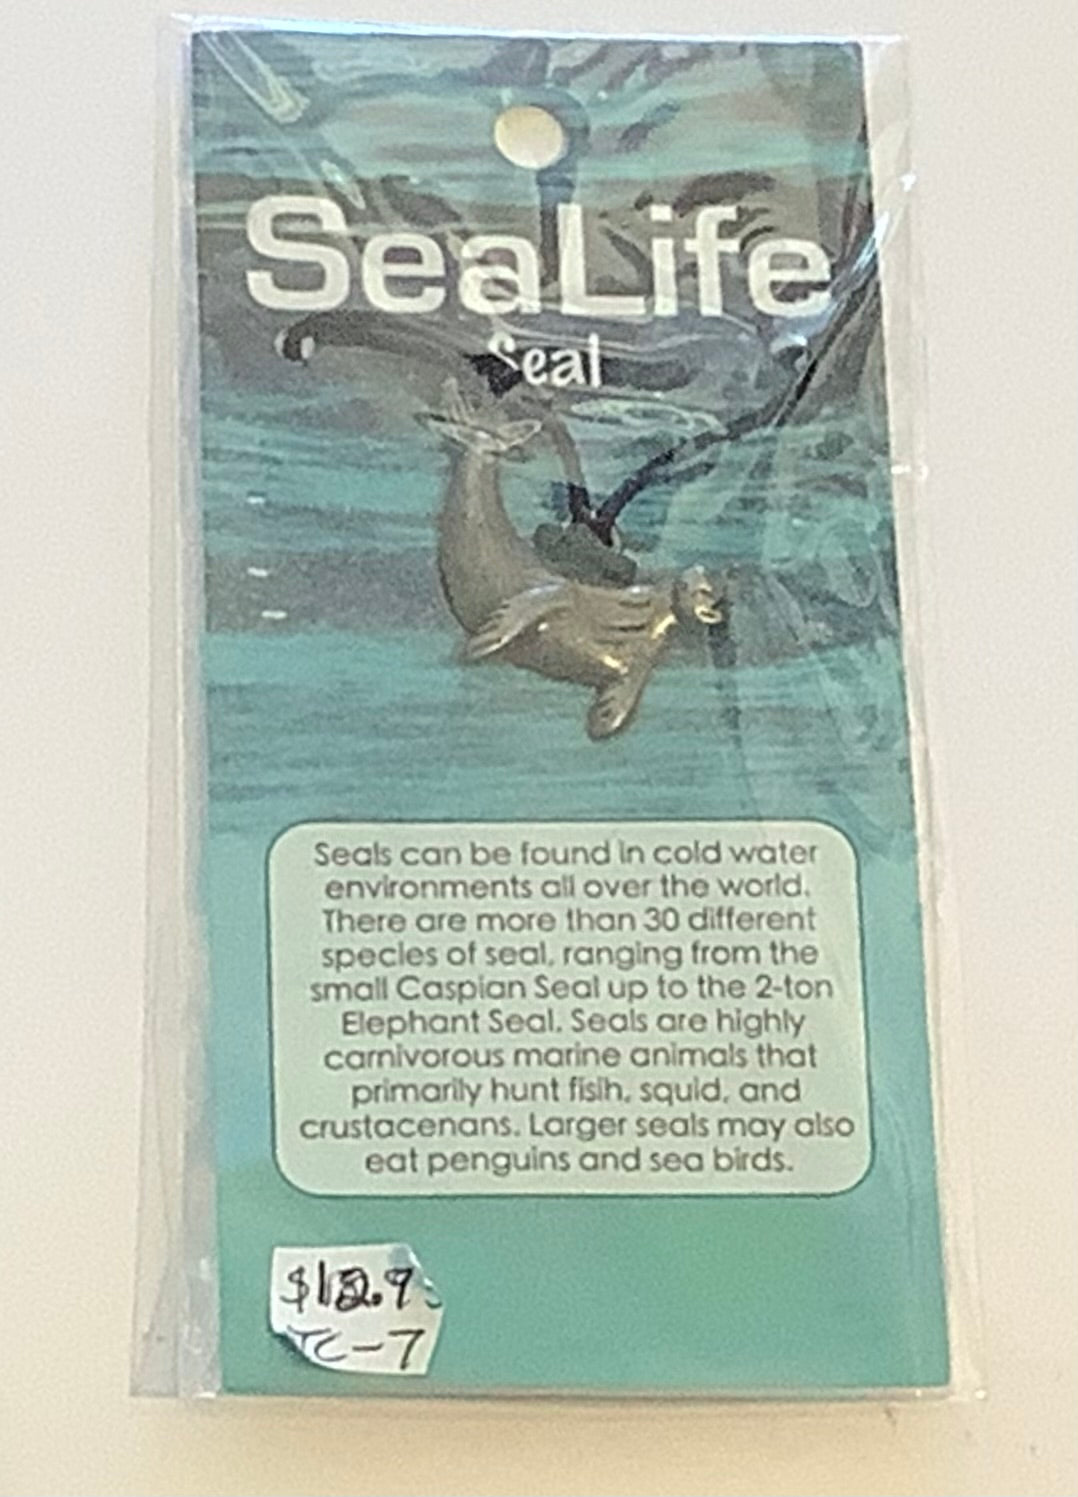 SeaLife
Seal
Seals can be found in cold water
environments all over the world.
There are more than 30 different
species of seal, ranging from the
small Caspian Seal up to the 2-ton
Elephant Seal. Seals are highly
carnivorous marine animals that
primarily hunt fisih, squid, and
crustacenans. Larger seals may also
eat penguins and sea birds.
$12.95
TC-7